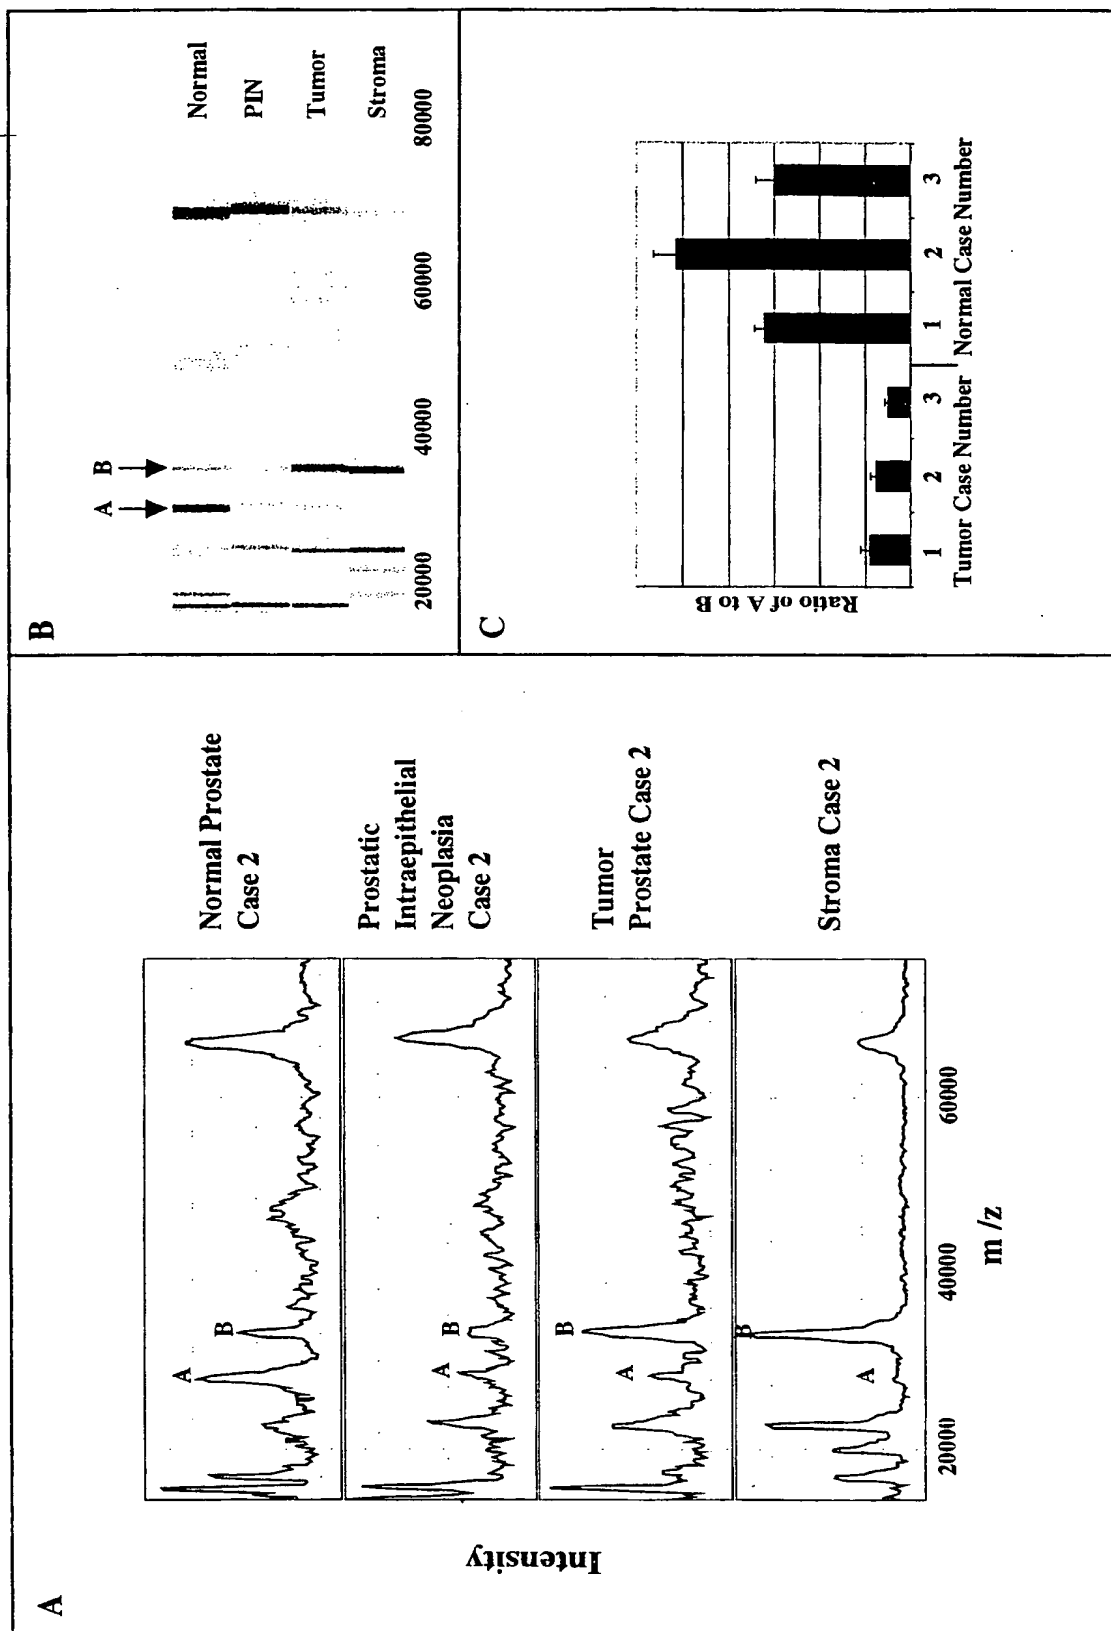 A
Intensity
A
B
Normal Prostate
Case 2
A
B
Prostatic
Intraepithelial
Neoplasia
Case 2
A
B
Tumor
Prostate Case 2
A
B
Stroma Case 2
20000
40000
60000
m /z
B
A
B
Normal
PIN
Tumor
Stroma
20000
40000
60000
80000
C
Ratio of A to B
1
2
3
1
2
3
Tumor Case Number
Normal Case Number